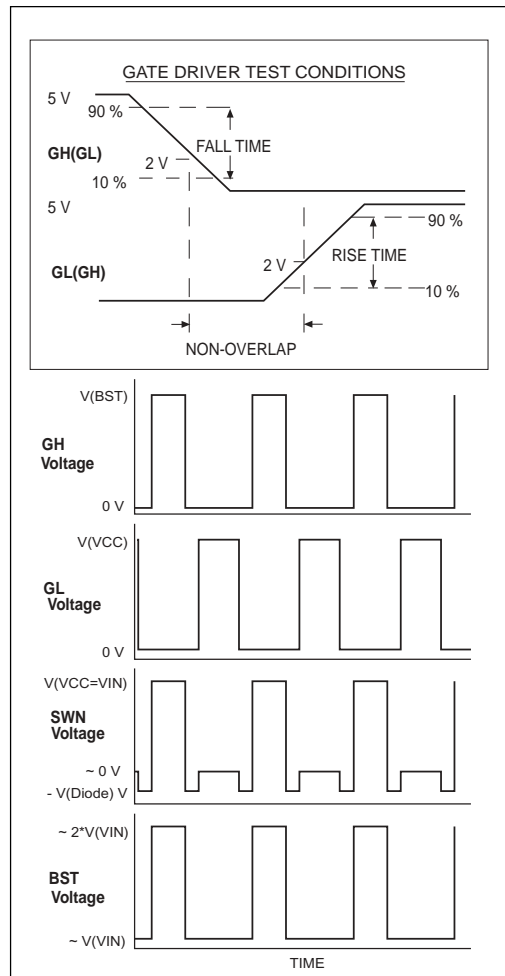 GATE DRIVER TEST CONDITIONS
5 V
90 %
FALL TIME
GH(GL)
2 V
10 %
5 V
90 %
GL(GH)
2 V
RISE TIME
10 %
NON-OVERLAP
V(BST)
GH
Voltage
0 V
V(VCC)
GL
Voltage
0 V
V(VCC=VIN)
SWN
Voltage
~ 0 V
- V(Diode) V
~ 2*V(VIN)
BST
Voltage
~ V(VIN)
TIME